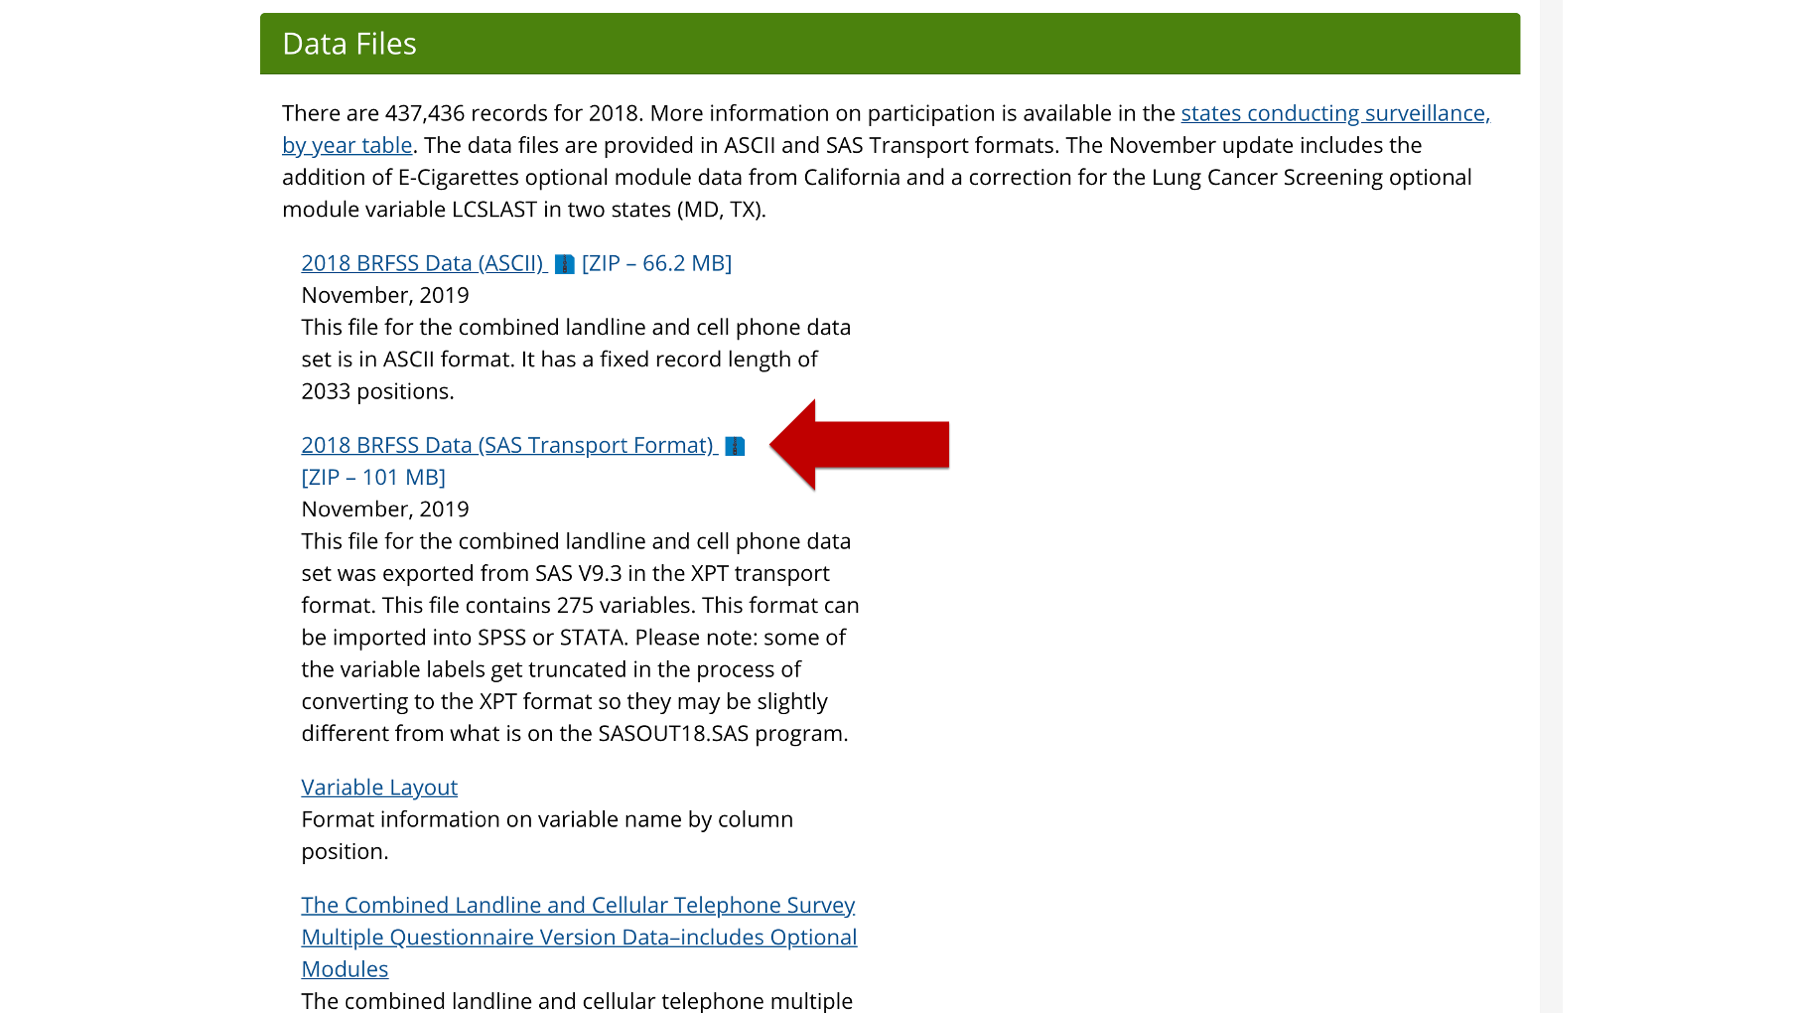 Data Files
There are 437,436 records for 2018. More information on participation is available in the states conducting surveillance,
by year table. The data files are provided in ASCII and SAS Transport formats. The November update includes the
addition of E-Cigarettes optional module data from California and a correction for the Lung Cancer Screening optional
module variable LCSLAST in two states (MD, TX).
2018 BRFSS Data (ASCII) [ZIP – 66.2 MB]
November, 2019
This file for the combined landline and cell phone data
set is in ASCII format. It has a fixed record length of
2033 positions.
2018 BRFSS Data (SAS Transport Format)
[ZIP – 101 MB]
November, 2019
This file for the combined landline and cell phone data
set was exported from SAS V9.3 in the XPT transport
format. This file contains 275 variables. This format can
be imported into SPSS or STATA. Please note: some of
the variable labels get truncated in the process of
converting to the XPT format so they may be slightly
different from what is on the SASOUT18.SAS program.
Variable Layout
Format information on variable name by column
position.
The Combined Landline and Cellular Telephone Survey
Multiple Questionnaire Version Data–includes Optional
Modules
The combined landline and cellular telephone multiple